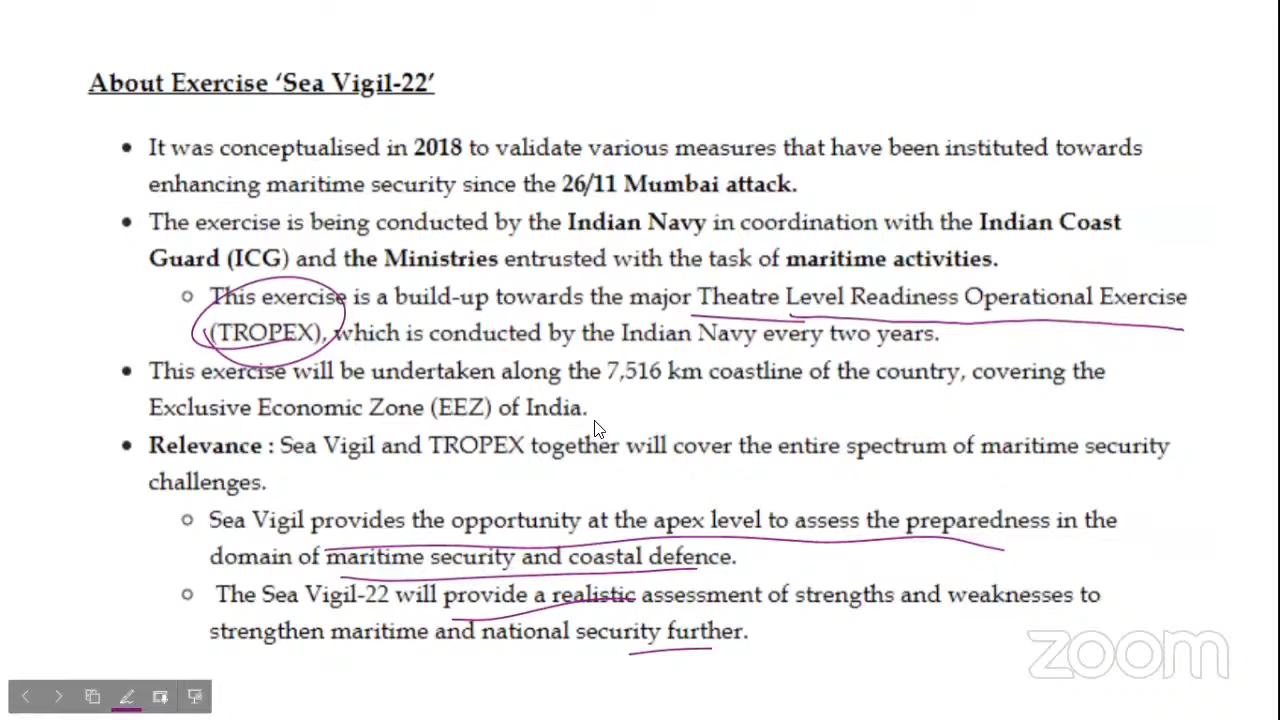 About Exercise ‘Sea Vigil-22’
• It was conceptualised in 2018 to validate various measures that have been instituted towards
enhancing maritime security since the 26/11 Mumbai attack.
• The exercise is being conducted by the Indian Navy in coordination with the Indian Coast
Guard (ICG) and the Ministries entrusted with the task of maritime activities.
○ This exercise is a build-up towards the major Theatre Level Readiness Operational Exercise
(TROPEX), which is conducted by the Indian Navy every two years.
• This exercise will be undertaken along the 7,516 km coastline of the country, covering the
Exclusive Economic Zone (EEZ) of India.
• Relevance : Sea Vigil and TROPEX together will cover the entire spectrum of maritime security
challenges.
○ Sea Vigil provides the opportunity at the apex level to assess the preparedness in the
domain of maritime security and coastal defence.
○ The Sea Vigil-22 will provide a realistic assessment of strengths and weaknesses to
strengthen maritime and national security further.
zoom